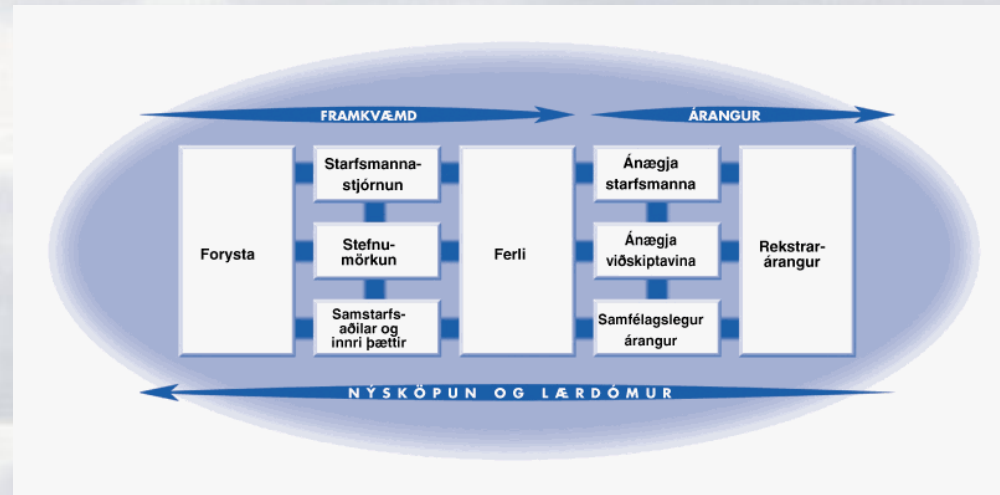 FRAMKVÆMD
ÁRANGUR
Forysta
Starfsmanna-
stjórnun
Stefnu-
mörkun
Samstarfs-
aðilar og
innri þættir
Ferli
Ánægja
starfsmanna
Ánægja
viðskiptavina
Samfélagslegur
árangur
Rekstrar-
árangur
NÝSKÖPUN OG LÆRDÓMUR